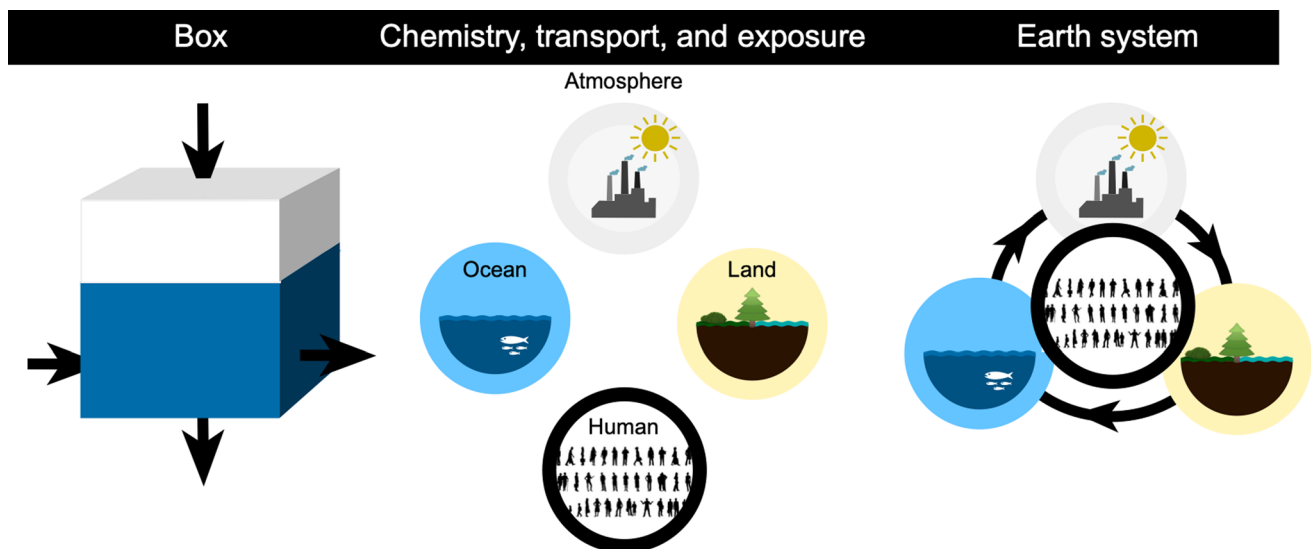 Box
Chemistry, transport, and exposure
Earth system
Atmosphere
Ocean
Land
Human